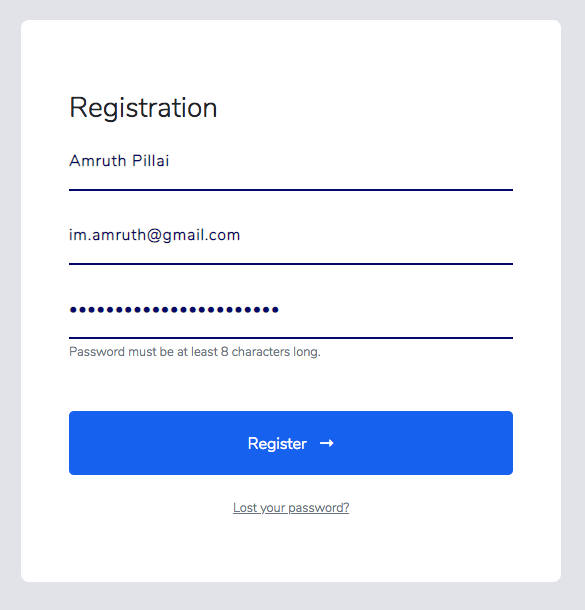 Registration
Amruth Pillai
im.amruth@gmail.com
•••••••••••••••••••••••
Password must be at least 8 characters long.
Register →
Lost your password?